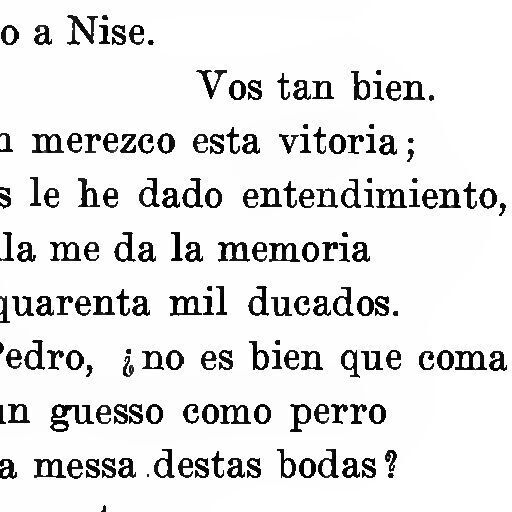 o a Nise.
Vos tan bien.
merezco esta vitoria;
s le he dado entendimiento,
la me da la memoria
quarenta mil ducados.
Pedro, ¿no es bien que coma
un guesso como perro
a messa destas bodas?